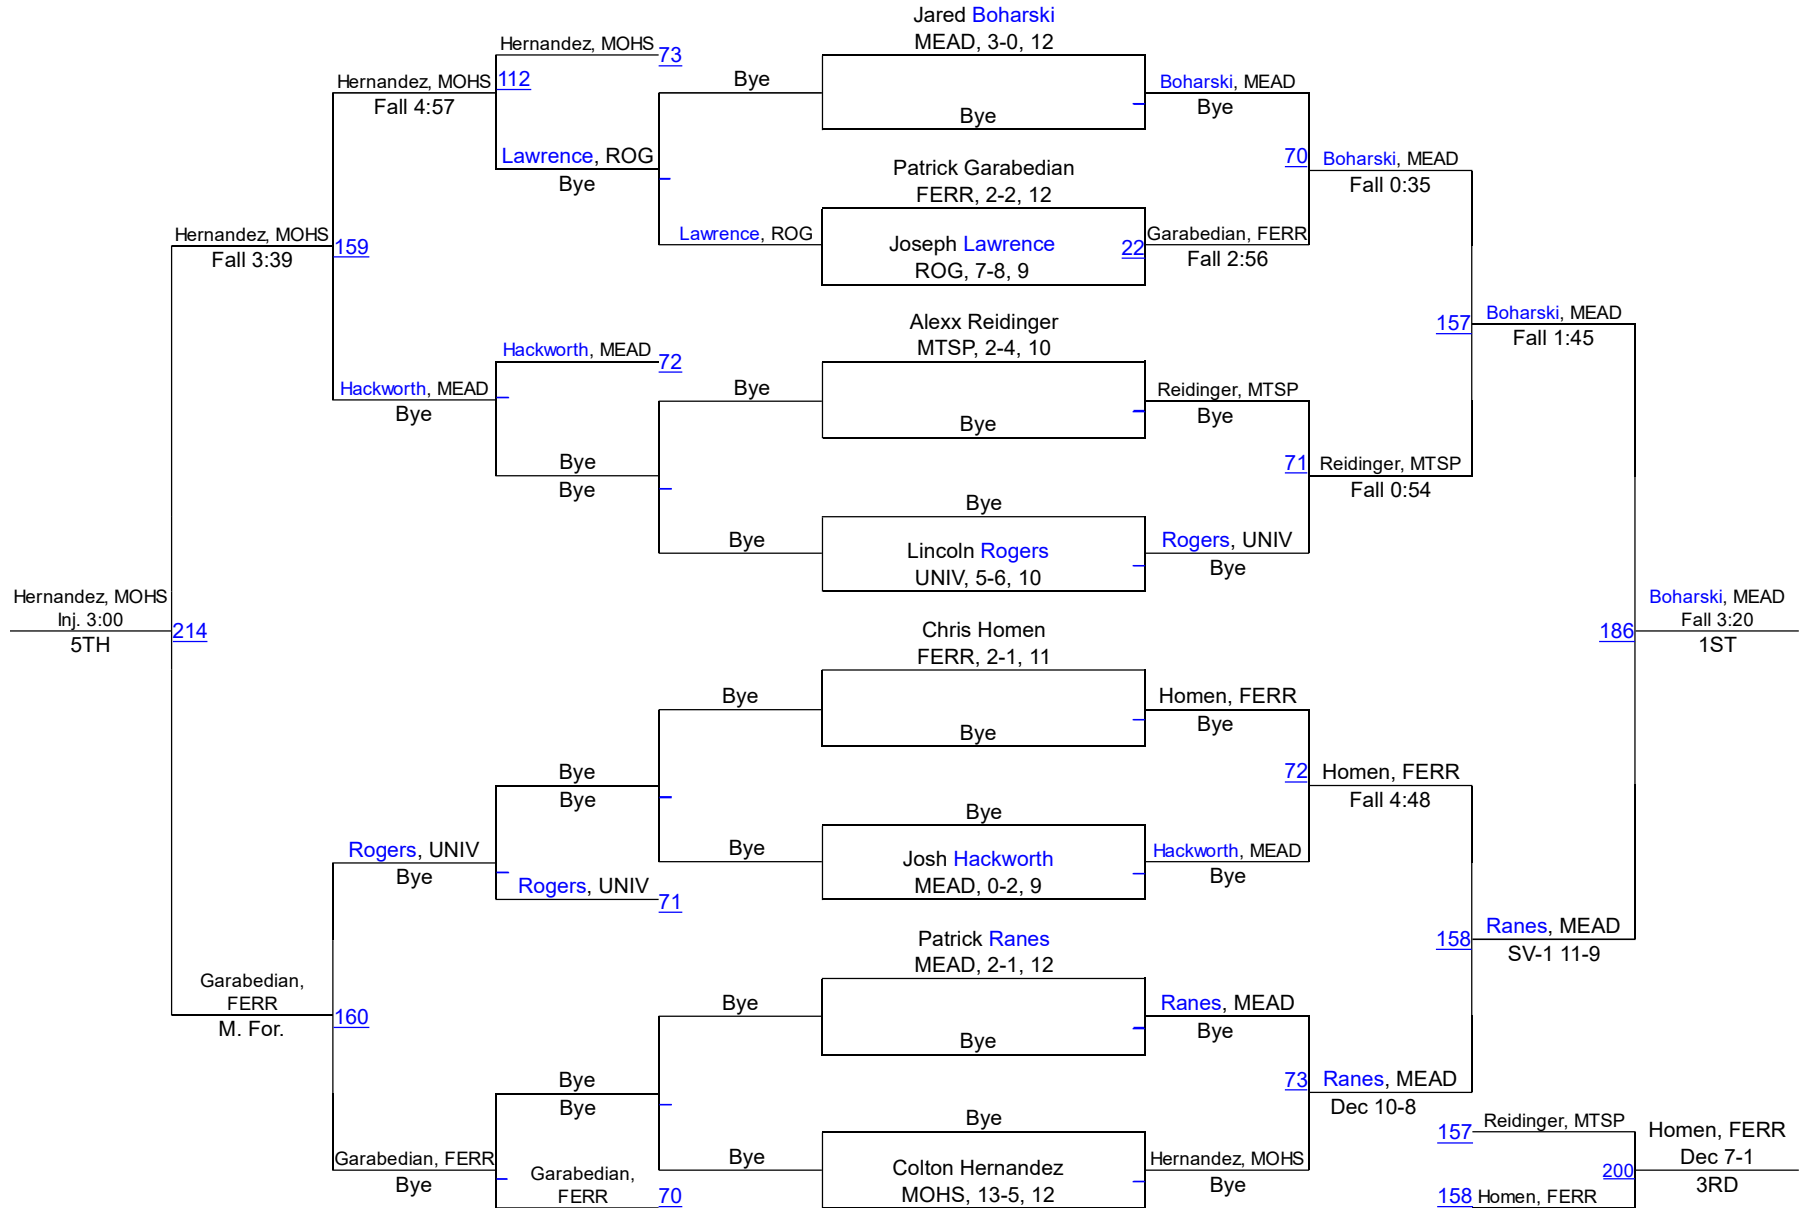 Jared Boharski
MEAD, 3-0, 12
Hernandez, MOHS
73
Hernandez, MOHS
112
Fall 4:57
Bye
Boharski, MEAD
Bye
Bye
Lawrence, ROG
Bye
Patrick Garabedian
FERR, 2-2, 12
70
Boharski, MEAD
Fall 0:35
Hernandez, MOHS
Fall 3:39
159
Lawrence, ROG
Joseph Lawrence
ROG, 7-8, 9
22
Garabedian, FERR
Fall 2:56
Alexx Reidinger
MTSP, 2-4, 10
157
Boharski, MEAD
Fall 1:45
Hackworth, MEAD
72
Hackworth, MEAD
Bye
Bye
Reidinger, MTSP
Bye
Bye
Bye
Bye
71
Reidinger, MTSP
Fall 0:54
Bye
Bye
Lincoln Rogers
UNIV, 5-6, 10
Rogers, UNIV
Bye
Hernandez, MOHS
Inj. 3:00
5TH
214
Boharski, MEAD
Fall 3:20
1ST
186
Chris Homen
FERR, 2-1, 11
Bye
Homen, FERR
Bye
Bye
Bye
Bye
72
Homen, FERR
Fall 4:48
Bye
Rogers, UNIV
Bye
Bye
Josh Hackworth
MEAD, 0-2, 9
Hackworth, MEAD
Bye
Rogers, UNIV
71
Patrick Ranes
MEAD, 2-1, 12
158
Ranes, MEAD
SV-1 11-9
Garabedian,
FERR
M. For.
160
Bye
Ranes, MEAD
Bye
Bye
Bye
Bye
73
Ranes, MEAD
Dec 10-8
Bye
157
Reidinger, MTSP
Homen, FERR
Dec 7-1
3RD
200
Garabedian, FERR
Bye
Garabedian,
FERR
70
Bye
Colton Hernandez
MOHS, 13-5, 12
Hernandez, MOHS
Bye
158
Homen, FERR